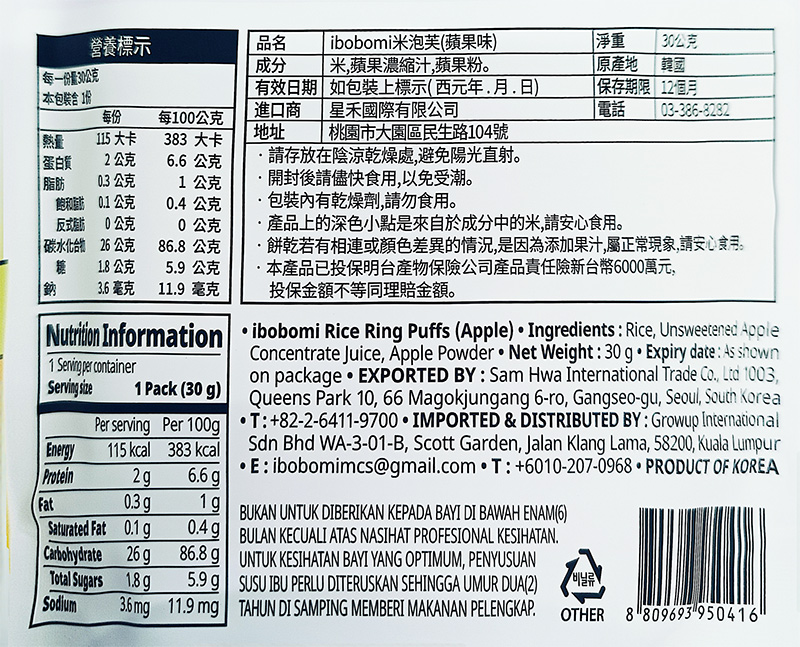 營養標示
每一份量30公克
本包裝含 1份
每份 每100公克
熱量 115 大卡 383 大卡
蛋白質 2 公克 6.6 公克
脂肪 0.3 公克 1 公克
飽和脂肪 0.1 公克 0.4 公克
反式脂肪 0 公克 0 公克
碳水化合物 26 公克 86.8 公克
糖 1.8 公克 5.9 公克
鈉 3.6 毫克 11.9 毫克
品名 ibobomi米泡芙(蘋果味) 淨重 30公克
成分 米,蘋果濃縮汁,蘋果粉。 原產地 韓國
有效日期 如包裝上標示(西元年.月.日) 保存期限 12個月
進口商 星禾國際有限公司 電話 03-386-8282
地址 桃園市大園區民生路104號
·請存放在陰涼乾燥處,避免陽光直射。
·開封後請儘快食用,以免受潮。
·包裝內有乾燥劑,請勿食用。
·產品上的深色小點是來自於成分中的米,請安心食用。
·餅乾若有相連或顏色差異的情況,是因為添加果汁,屬正常現象,請安心食用。
·本產品已投保明台產物保險公司產品責任險新台幣6000萬元,
投保金額不等同理賠金額。
Nutrition Information
1 Serving per container
Serving size 1 Pack (30 g)
Per serving Per 100g
Energy 115 kcal 383 kcal
Protein 2 g 6.6 g
Fat 0.3 g 1 g
Saturated Fat 0.1 g 0.4 g
Carbohydrate 26 g 86.8 g
Total Sugars 1.8 g 5.9 g
Sodium 3.6 mg 11.9 mg
• ibobomi Rice Ring Puffs (Apple) • Ingredients : Rice, Unsweetened Apple
Concentrate Juice, Apple Powder • Net Weight : 30 g • Expiry date : As shown
on package • EXPORTED BY : Sam Hwa International Trade Co., Ltd 1003,
Queens Park 10, 66 Magokjungang 6-ro, Gangseo-gu, Seoul, South Korea
• T : +82-2-6411-9700 • IMPORTED & DISTRIBUTED BY : Growup International
Sdn Bhd WA-3-01-B, Scott Garden, Jalan Klang Lama, 58200, Kuala Lumpur
• E : ibobomimcs@gmail.com • T : +6010-207-0968 • PRODUCT OF KOREA
BUKAN UNTUK DIBERIKAN KEPADA BAYI DI BAWAH ENAM(6)
BULAN KECUALI ATAS NASIHAT PROFESIONAL KESIHATAN.
UNTUK KESIHATAN BAYI YANG OPTIMUM, PENYUSUAN
SUSU IBU PERLU DITERUSKAN SEHINGGA UMUR DUA(2)
TAHUN DI SAMPING MEMBERI MAKANAN PELENGKAP.
비닐류
OTHER
8 809693 950416